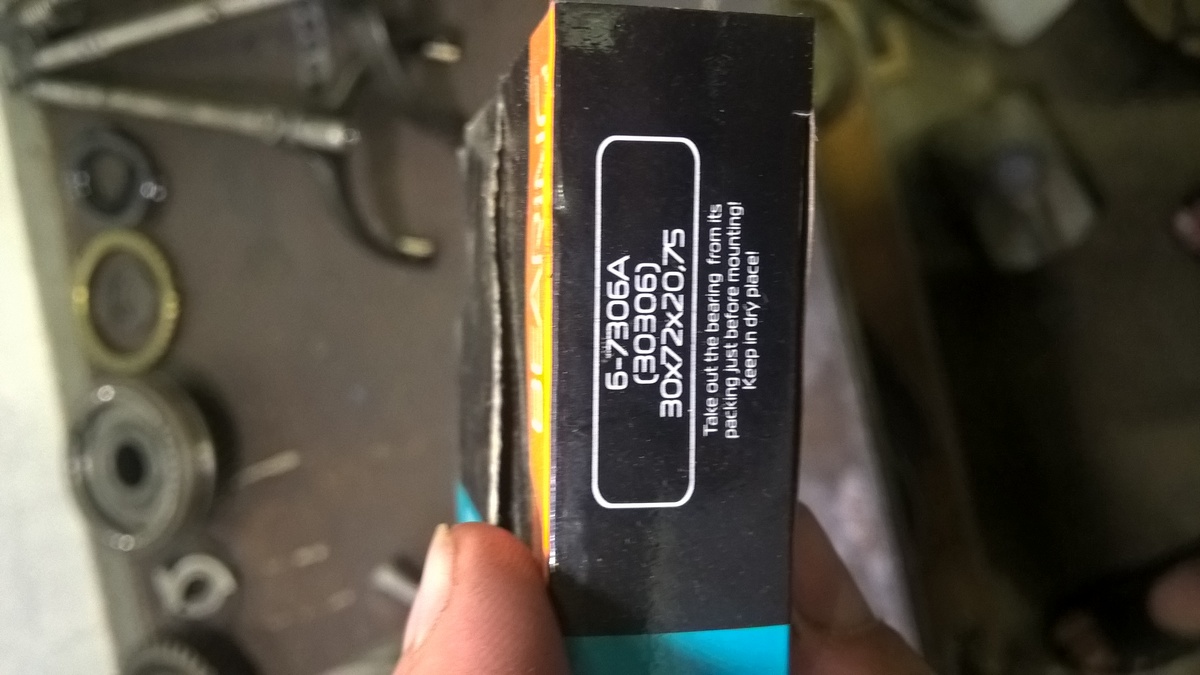 BEARING
6-7306A
(30306)
30x72x20,75
Take out the bearing from its
packing just before mounting!
Keep in dry place!